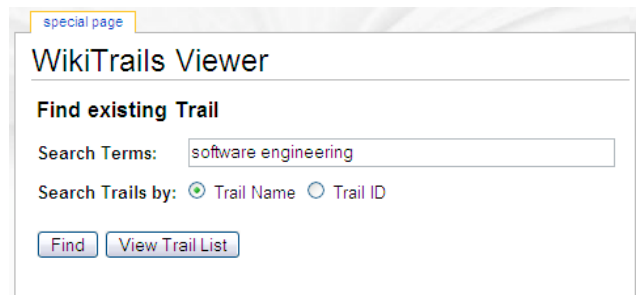 special page
WikiTrails Viewer
Find existing Trail
Search Terms: software engineering
Search Trails by: Trail Name Trail ID
Find View Trail List